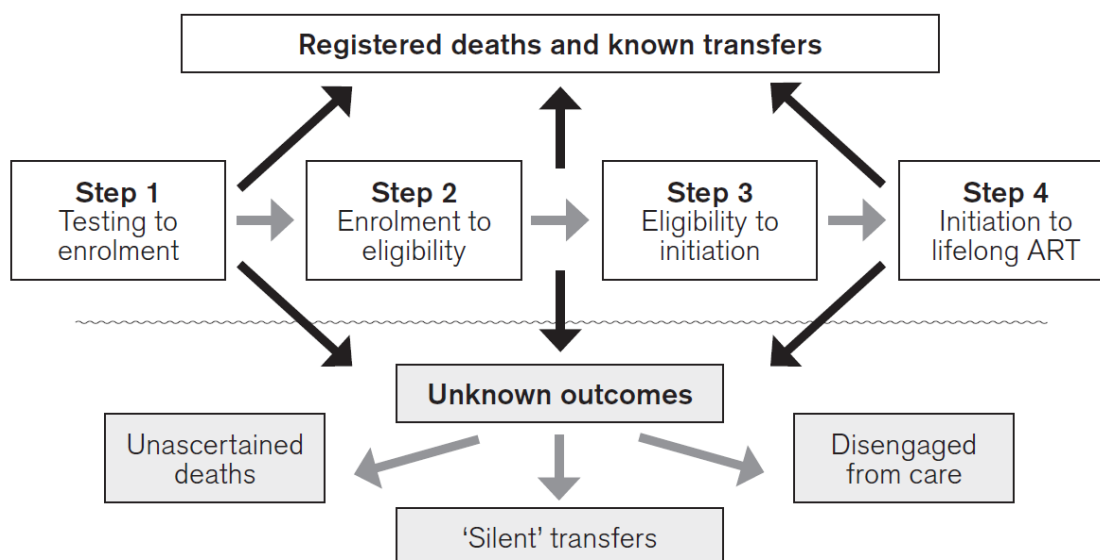 Registered deaths and known transfers
Step 1
Testing to
enrolment
Step 2
Enrolment to
eligibility
Step 3
Eligibility to
initiation
Step 4
Initiation to
lifelong ART
Unknown outcomes
Unascertained
deaths
‘Silent’ transfers
Disengaged
from care